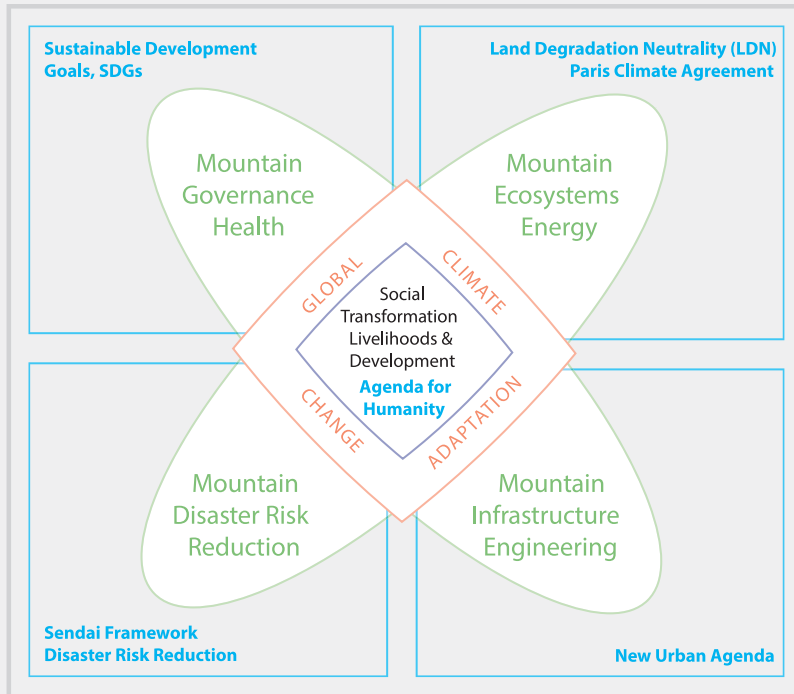 Sustainable Development
Goals, SDGs
Land Degradation Neutrality (LDN)
Paris Climate Agreement
Mountain
Governance
Health
Mountain
Ecosystems
Energy
GLOBAL
CLIMATE
Social
Transformation
Livelihoods &
Development
Agenda for
Humanity
CHANGE
ADAPTATION
Mountain
Disaster Risk
Reduction
Mountain
Infrastructure
Engineering
Sendai Framework
Disaster Risk Reduction
New Urban Agenda